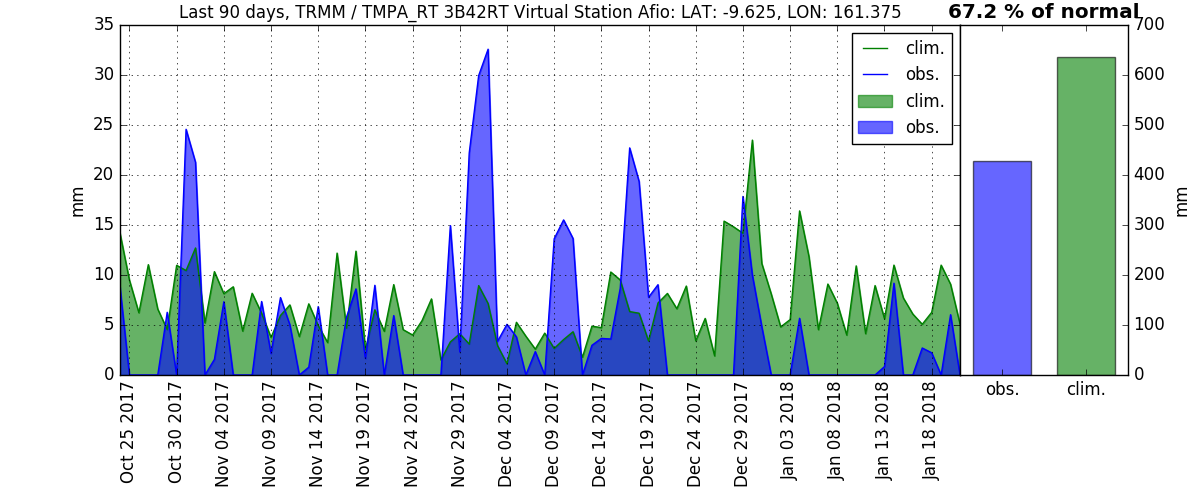 Last 90 days, TRMM / TMPA_RT 3B42RT Virtual Station Afio: LAT: -9.625, LON: 161.375
67.2 % of normal
35
30
25
20
15
10
5
0
mm
clim.
obs.
clim.
obs.
700
600
500
400
300
200
100
0
mm
Oct 25 2017
Oct 30 2017
Nov 04 2017
Nov 09 2017
Nov 14 2017
Nov 19 2017
Nov 24 2017
Nov 29 2017
Dec 04 2017
Dec 09 2017
Dec 14 2017
Dec 19 2017
Dec 24 2017
Dec 29 2017
Jan 03 2018
Jan 08 2018
Jan 13 2018
Jan 18 2018
obs.
clim.